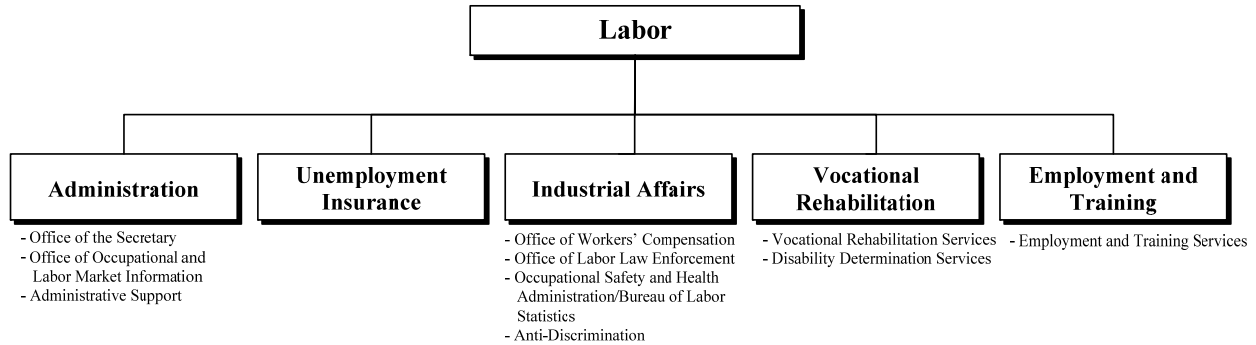 Labor
Administration
- Office of the Secretary
- Office of Occupational and
Labor Market Information
- Administrative Support
Unemployment
Insurance
Industrial Affairs
- Office of Workers’ Compensation
- Office of Labor Law Enforcement
- Occupational Safety and Health
Administration/Bureau of Labor
Statistics
- Anti-Discrimination
Vocational
Rehabilitation
- Vocational Rehabilitation Services
- Disability Determination Services
Employment and
Training
- Employment and Training Services